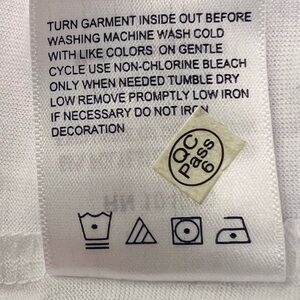 TURN GARMENT INSIDE OUT BEFORE
WASHING MACHINE WASH COLD
WITH LIKE COLORS ON GENTLE
CYCLE USE NON-CHLORINE BLEACH
ONLY WHEN NEEDED TUMBLE DRY
LOW REMOVE PROMPTLY LOW IRON
IF NECESSARY DO NOT IRON
DECORATION
QC
Pass
6